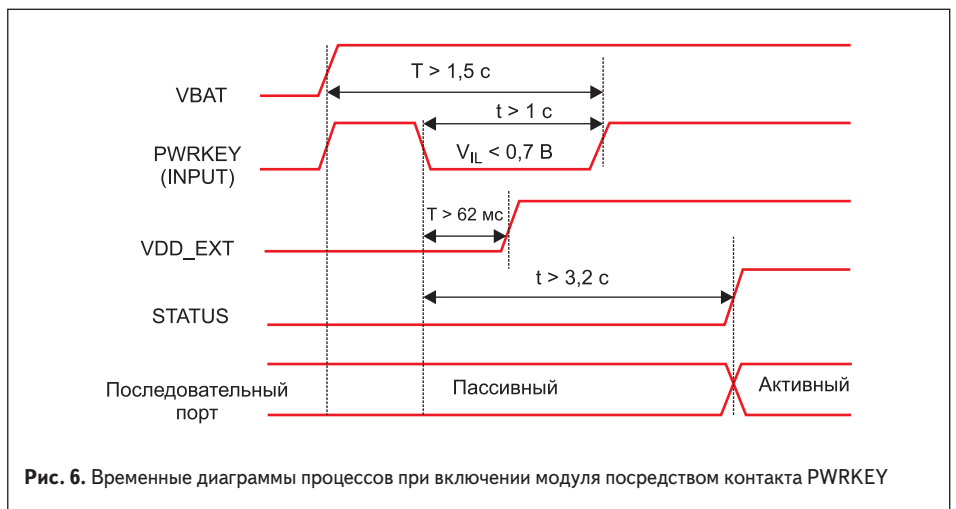 T > 1,5 с
VBAT
t > 1 с
PWRKEY
(INPUT)
VIL < 0,7 В
T > 62 мс
VDD_EXT
t > 3,2 с
STATUS
Последовательный
порт
Пассивный
Активный
Рис. 6. Временные диаграммы процессов при включении модуля посредством контакта PWRKEY